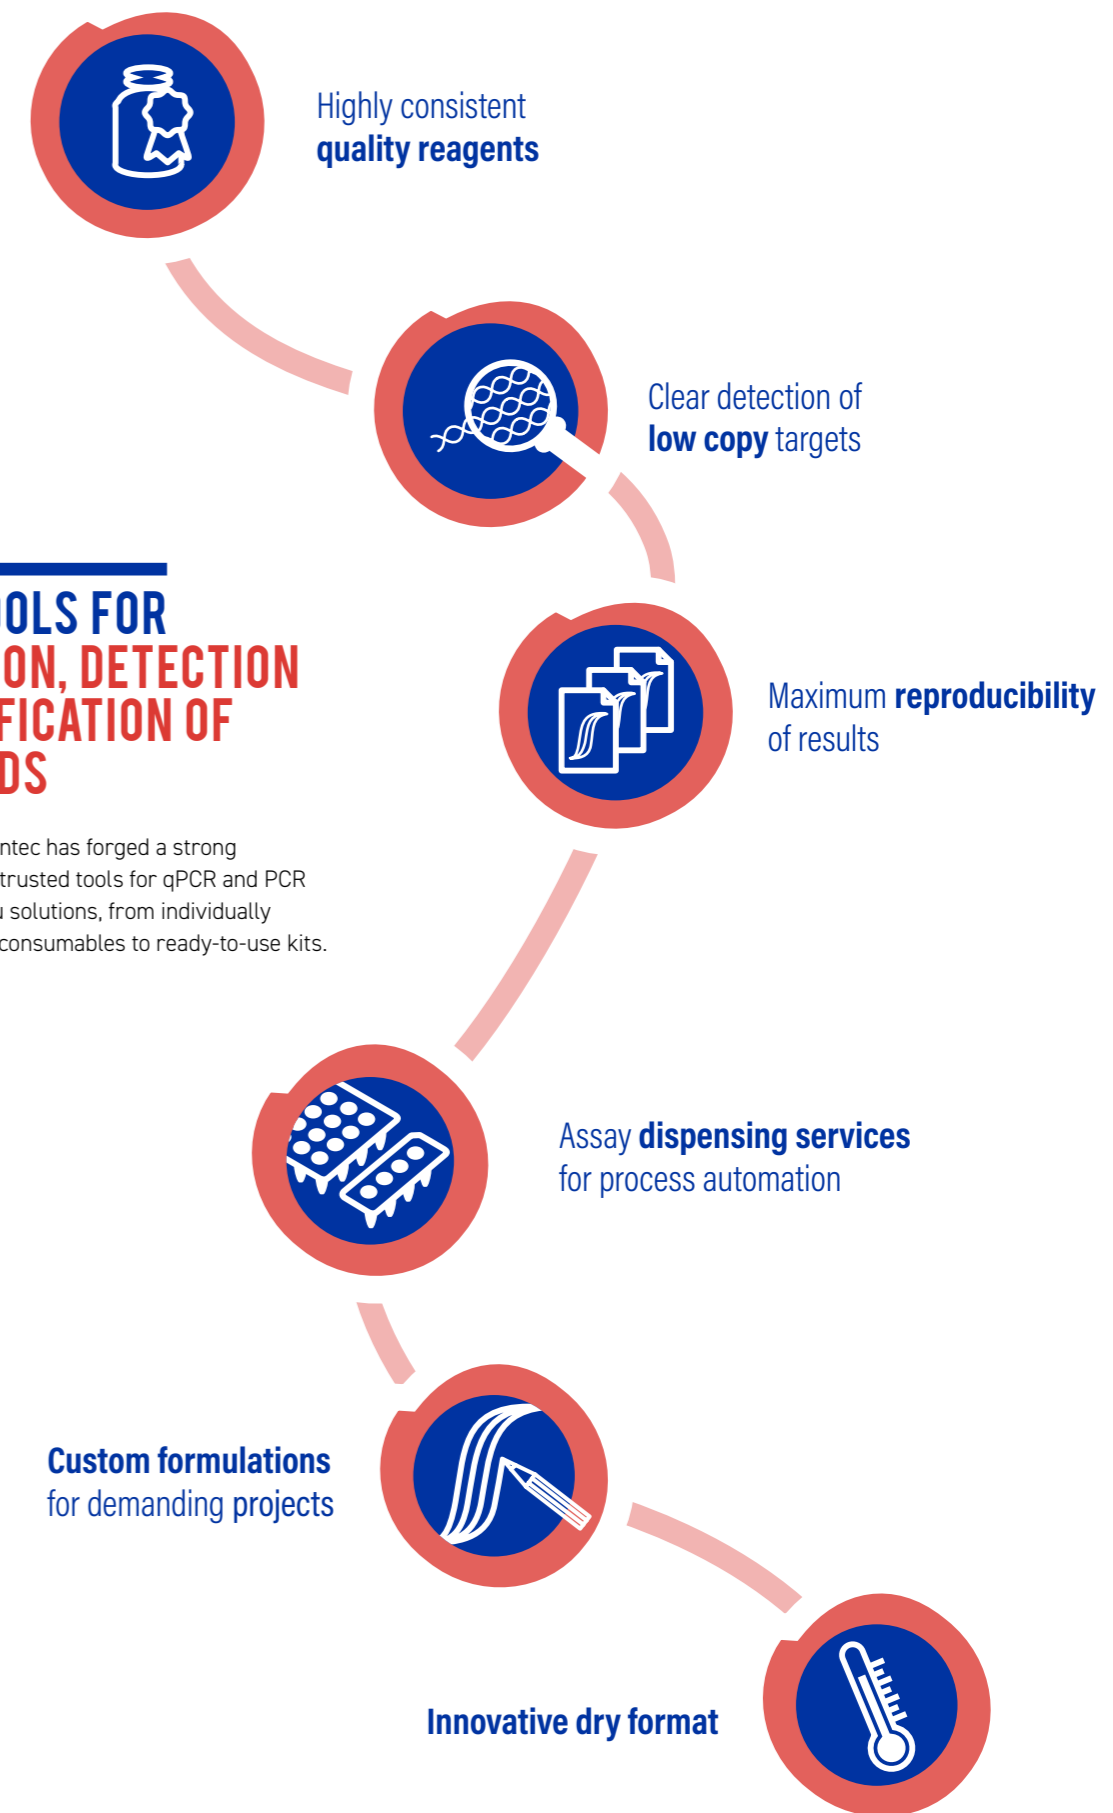 Highly consistent
quality reagents
Clear detection of
low copy targets
OOLS FOR
ON, DETECTION
FICATION OF
DS
Maximum reproducibility
of results
ntec has forged a strong
trusted tools for qPCR and PCR
solutions, from individually
consumables to ready-to-use kits.
Assay dispensing services
for process automation
Custom formulations
for demanding projects
Innovative dry format